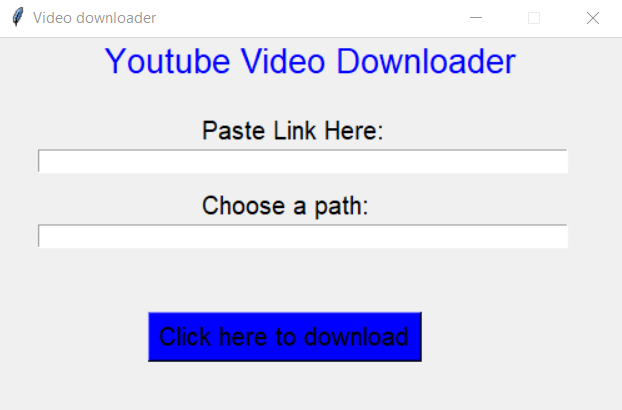 Video downloader
Youtube Video Downloader
Paste Link Here:
Choose a path:
Click here to download